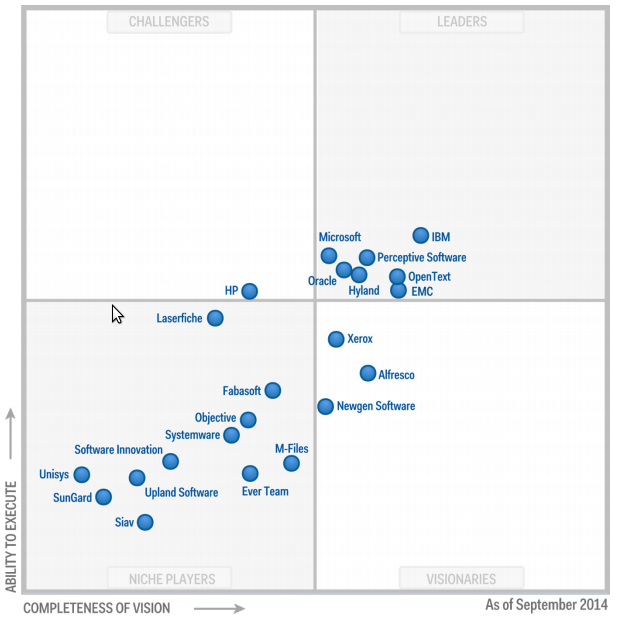 CHALLENGERS
LEADERS
Microsoft
IBM
Perceptive Software
Oracle
OpenText
Hyland
EMC
HP
Laserfiche
Xerox
Alfresco
Fabasoft
Newgen Software
Objective
Systemware
Software Innovation
M-Files
Unisys
Upland Software
Ever Team
SunGard
Siav
NICHE PLAYERS
VISIONARIES
ABILITY TO EXECUTE
COMPLETENESS OF VISION
As of September 2014